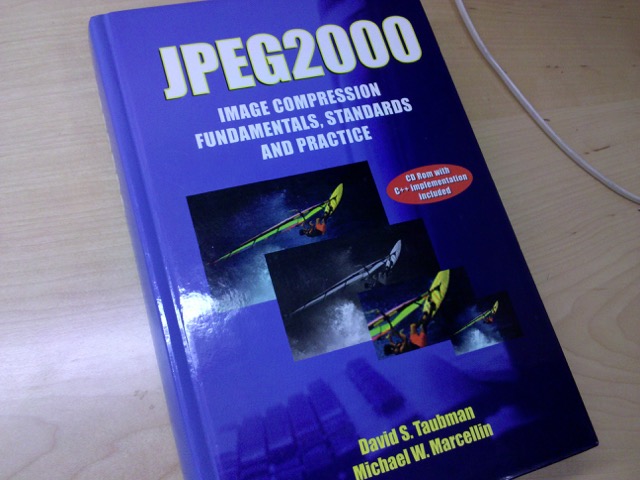 JPEG2000
IMAGE COMPRESSION
FUNDAMENTALS, STANDARDS
AND PRACTICE
CD Rom with
C++ implementation
included
David S. Taubman
Michael W. Marcellin